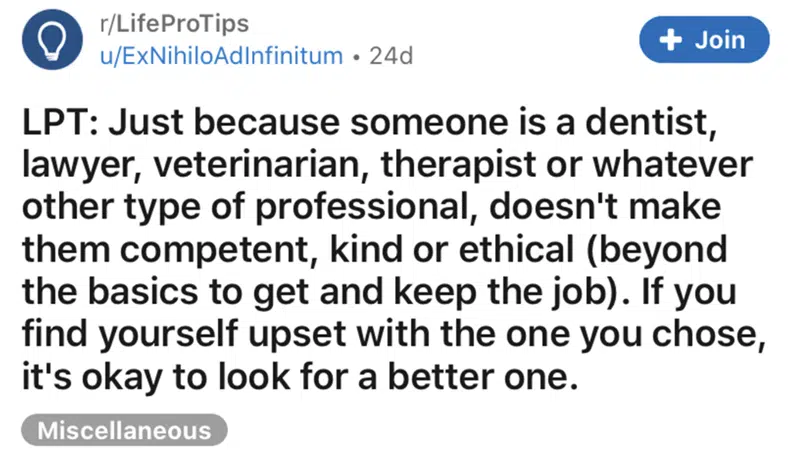 r/LifeProTips
u/ExNihiloAdInfinitum • 24d
+ Join
LPT: Just because someone is a dentist,
lawyer, veterinarian, therapist or whatever
other type of professional, doesn't make
them competent, kind or ethical (beyond
the basics to get and keep the job). If you
find yourself upset with the one you chose,
it's okay to look for a better one.
Miscellaneous